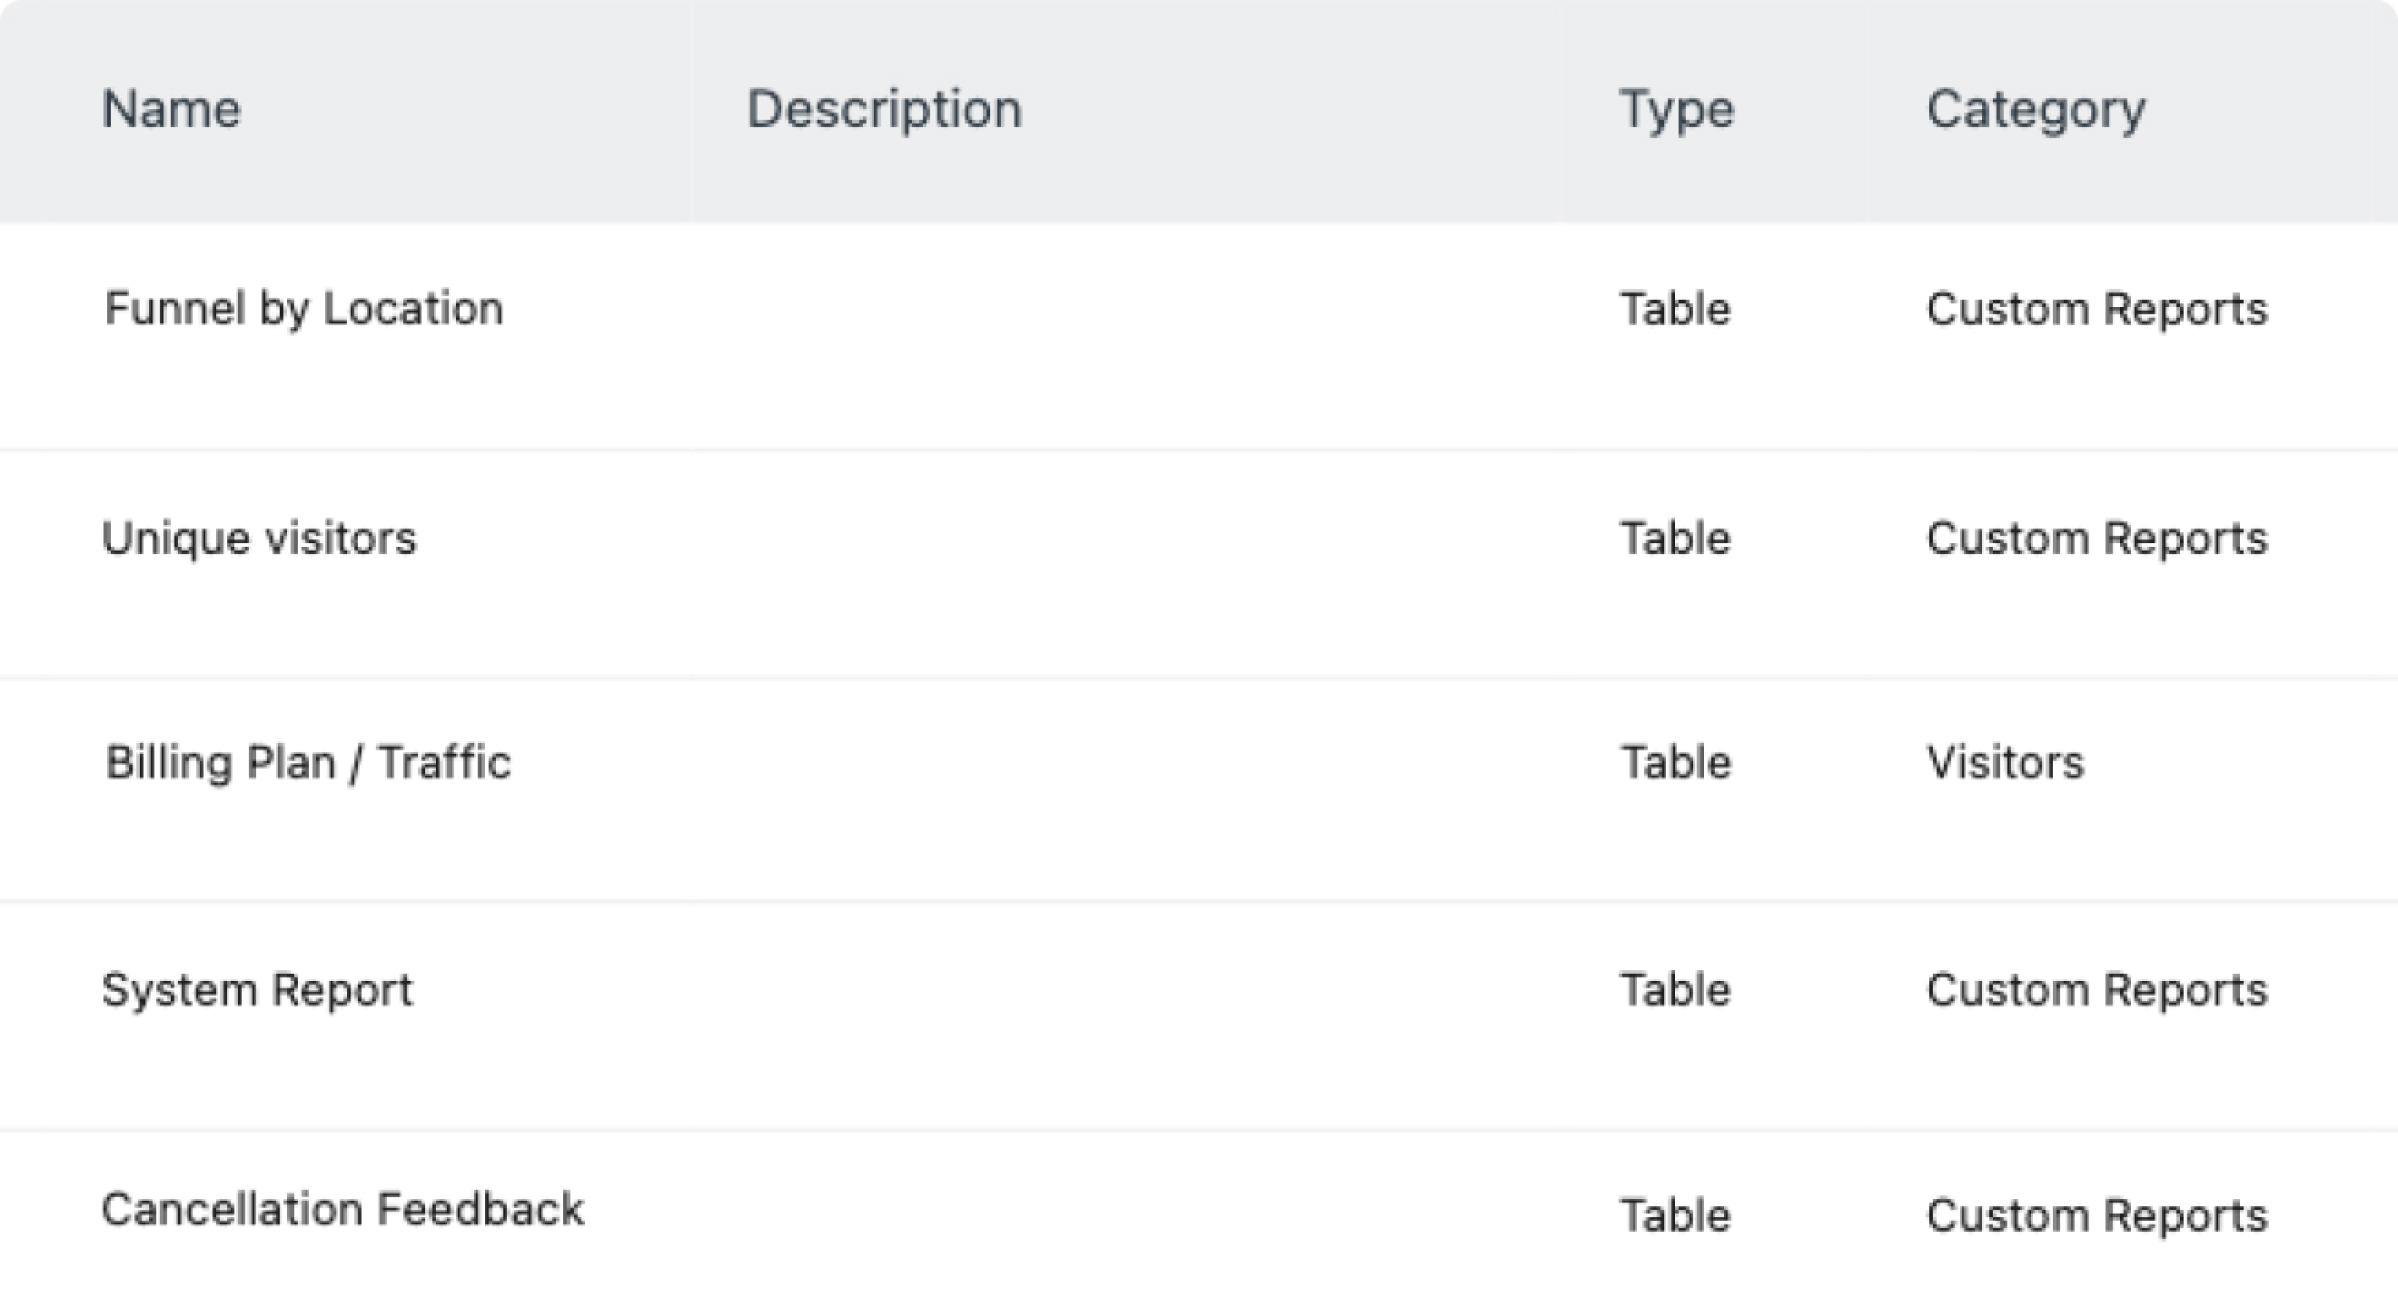 Name Description Type Category
Funnel by Location Table Custom Reports
Unique visitors Table Custom Reports
Billing Plan / Traffic Table Visitors
System Report Table Custom Reports
Cancellation Feedback Table Custom Reports